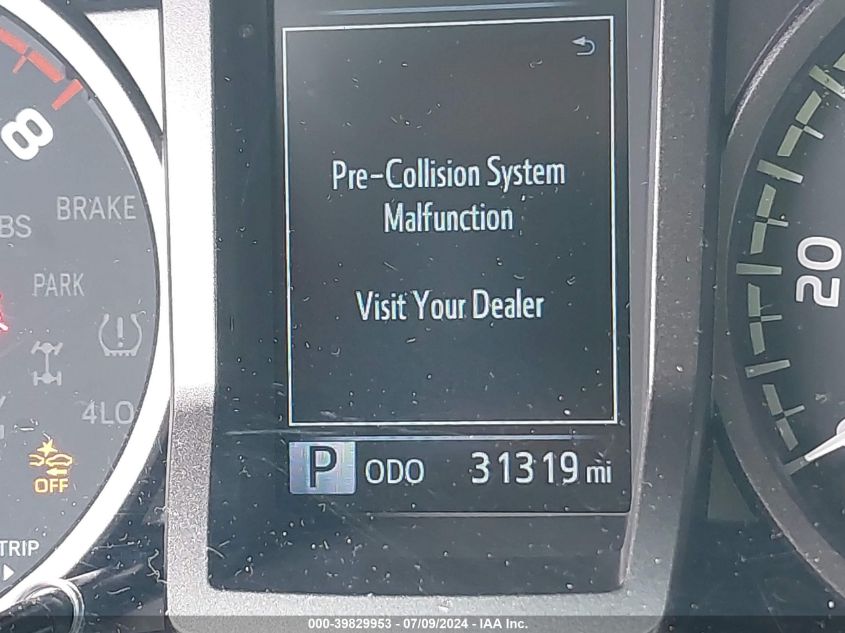 8
BRAKE
BS
PARK
4LO
OFF
TRIP
Pre-Collision System
Malfunction
Visit Your Dealer
P ODO 31319 mi
20
000-39829953 - 07/09/2024 - IAA Inc.